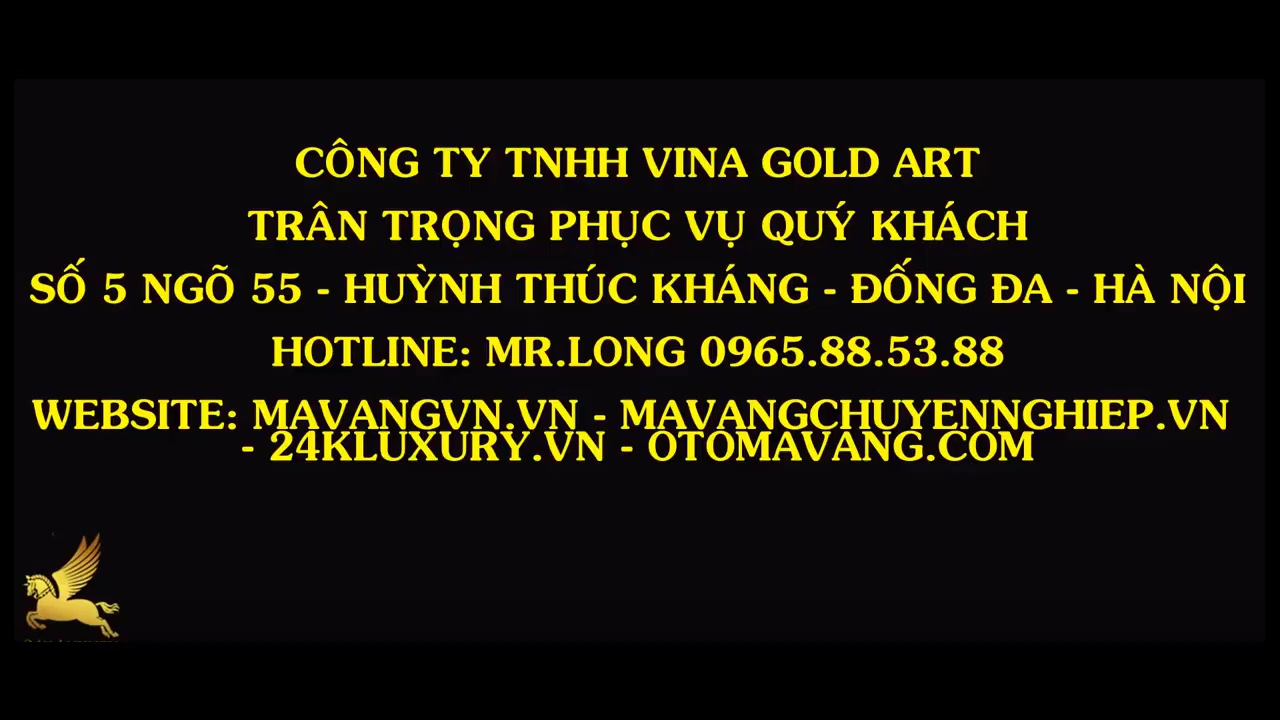 CÔNG TY TNHH VINA GOLD ART
TRÂN TRỌNG PHỤC VỤ QUÝ KHÁCH
SỐ 5 NGÕ 55 - HUỲNH THÚC KHÁNG - ĐỐNG ĐA - HÀ NỘI
HOTLINE: MR.LONG 0965.88.53.88
WEBSITE: MAVANGVN.VN - MAVANGCHUYENNGHIEP.VN
- 24KLUXURY.VN - OTOMAVANG.COM